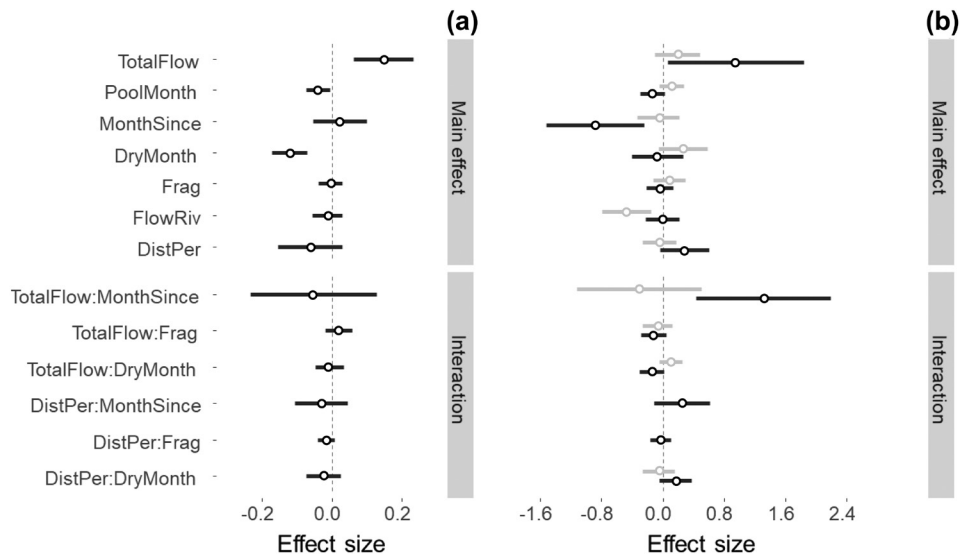 (a)
(b)
TotalFlow
PoolMonth
MonthSince
DryMonth
Frag
FlowRiv
DistPer
Main effect
Main effect
TotalFlow:MonthSince
TotalFlow:Frag
TotalFlow:DryMonth
DistPer:MonthSince
DistPer:Frag
DistPer:DryMonth
Interaction
Interaction
-0.2 0.0 0.2
-1.6 -0.8 0.0 0.8 1.6 2.4
Effect size
Effect size